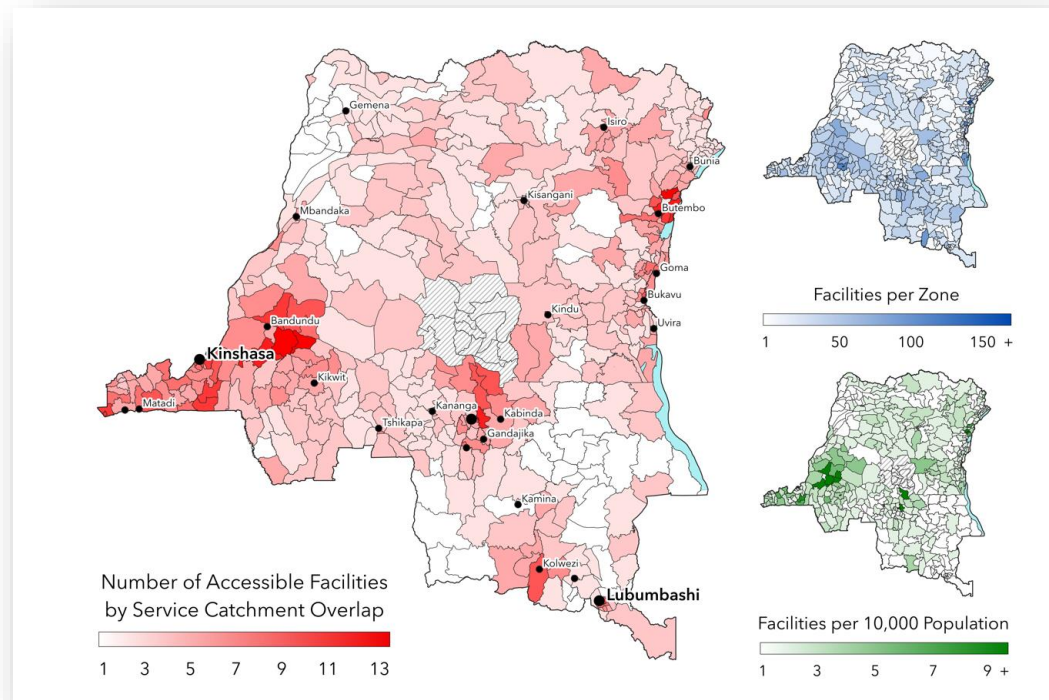 Gemena
Isiro
Bunia
Kisangani
Butembo
Mbandaka
Goma
Bukavu
Kindu
Uvira
Bandundu
Kinshasa
Kikwit
Matadi
Kananga
Kabinda
Tshikapa
Gandajika
Kamina
Kolwezi
Lubumbashi
Number of Accessible Facilities
by Service Catchment Overlap
1 3 5 7 9 11 13
Facilities per Zone
1 50 100 150 +
Facilities per 10,000 Population
1 3 5 7 9 +